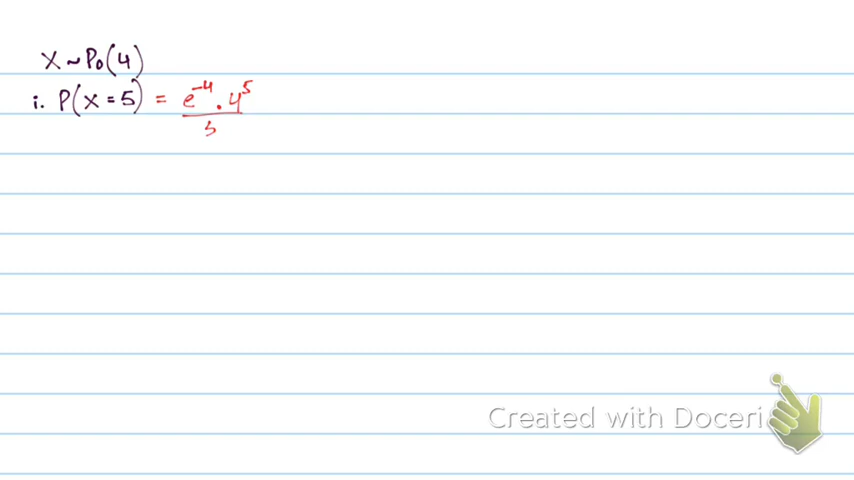 X ~ Po(4)
i. P(X = 5) = e⁻⁴ . 4⁵
5
Created with Doceri